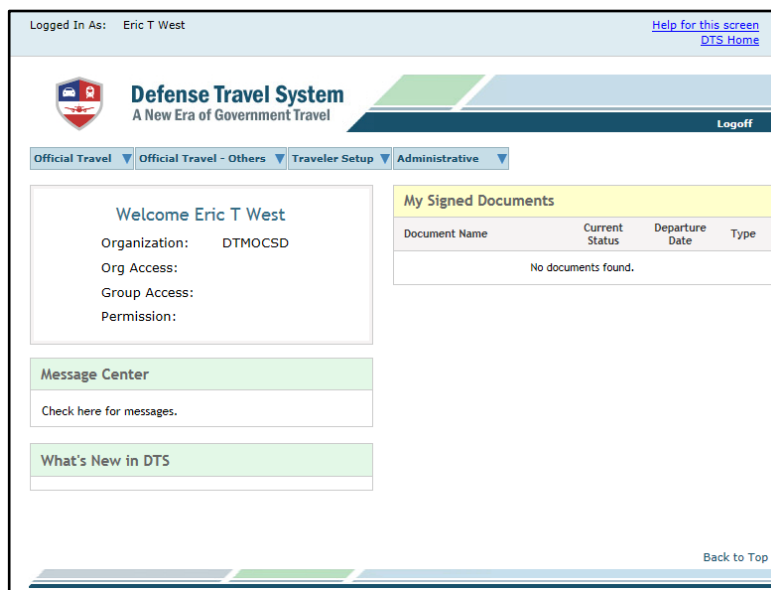 Logged In As: Eric T West
Help for this screen
DTS Home
Defense Travel System
A New Era of Government Travel
Logoff
Official Travel Official Travel - Others Traveler Setup Administrative
Welcome Eric T West
Organization: DTMOCSD
Org Access:
Group Access:
Permission:
My Signed Documents
Document Name Current Status Departure Date Type
No documents found.
Message Center
Check here for messages.
What's New in DTS
Back to Top